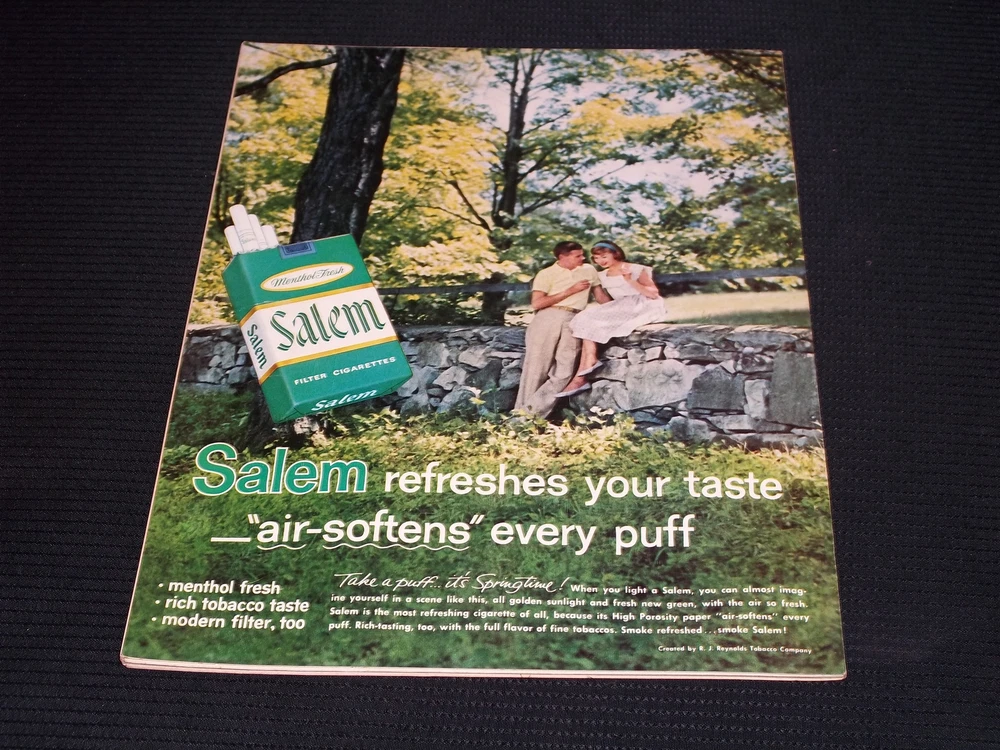 Menthol Fresh
Salem
Salem
FILTER CIGARETTES
Salem
Salem refreshes your taste
—"air-softens" every puff
• menthol fresh
• rich tobacco taste
• modern filter, too
Take a puff... it's Springtime! When you light a Salem, you can almost imag-
ine yourself in a scene like this, all golden sunlight and fresh new green, with the air so fresh.
Salem is the most refreshing cigarette of all, because its High Porosity paper "air-softens" every
puff. Rich-tasting, too, with the full flavor of fine tobaccos. Smoke refreshed...smoke Salem!
Created by R. J. Reynolds Tobacco Company